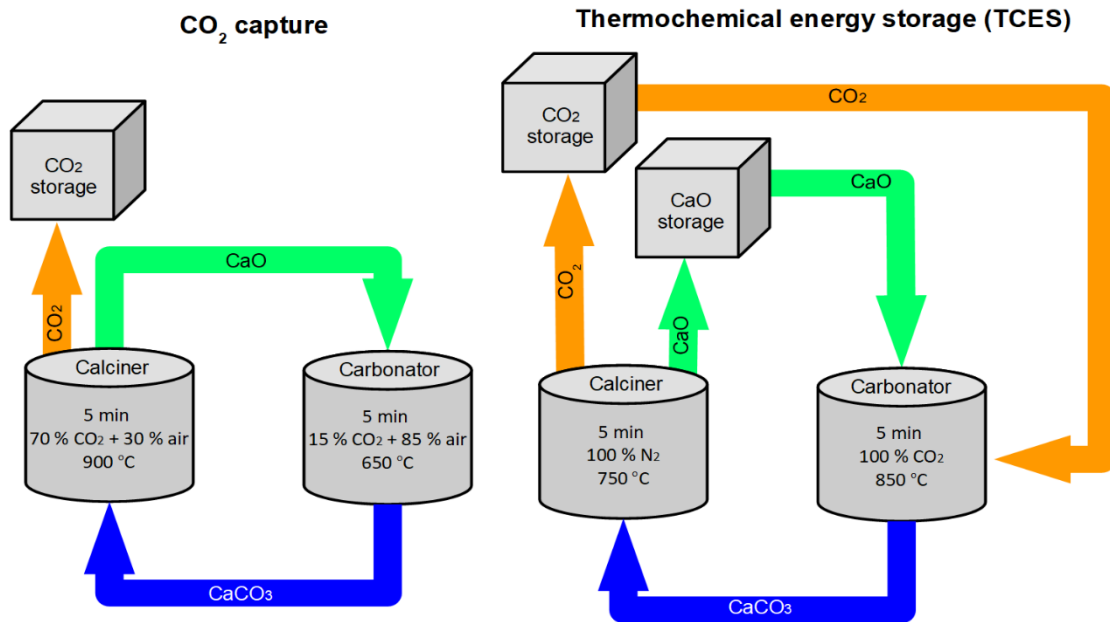 CO₂ capture
CO₂
storage
CO₂
CaO
Calciner
5 min
70 % CO₂ + 30 % air
900 °C
Carbonator
5 min
15 % CO₂ + 85 % air
650 °C
CaCO₃
Thermochemical energy storage (TCES)
CO₂
storage
CO₂
CaO
storage
CaO
CO₂
CaO
Calciner
5 min
100 % N₂
750 °C
Carbonator
5 min
100 % CO₂
850 °C
CaCO₃